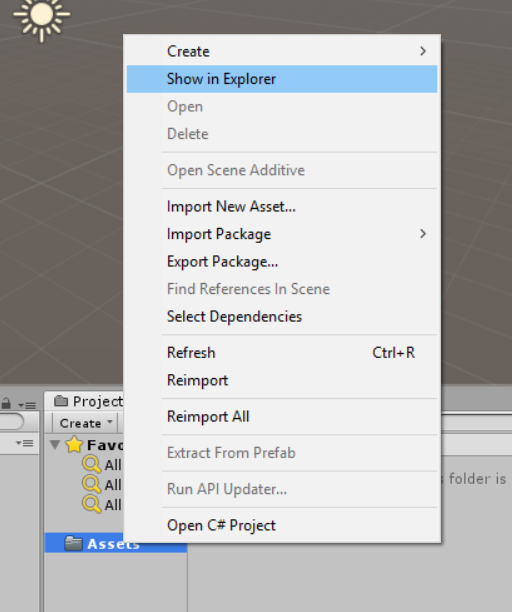 Create
Show in Explorer
Open
Delete
Open Scene Additive
Import New Asset...
Import Package
Export Package...
Find References In Scene
Select Dependencies
Refresh Ctrl+R
Reimport
Reimport All
Extract From Prefab
Run API Updater...
Open C# Project
Project
Create
Favo
All
All
All
Assets
folder is